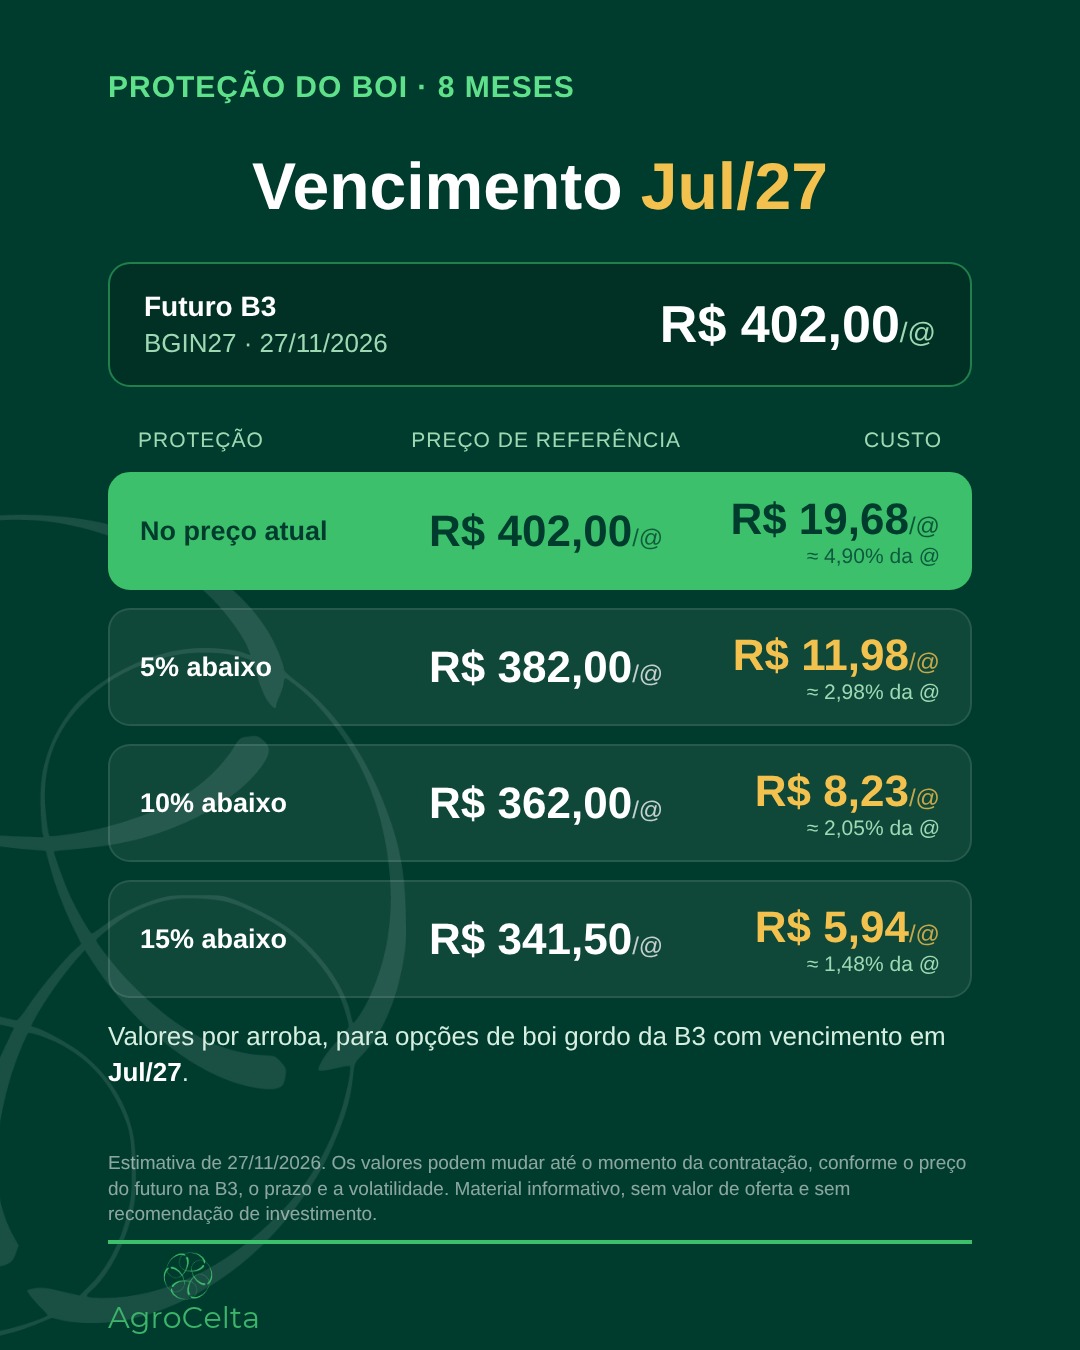 PROTEÇÃO DO BOI · 8 MESES
Vencimento Jul/27
Futuro B3
BGIN27 · 27/11/2026
R$ 402,00/@
PROTEÇÃO PREÇO DE REFERÊNCIA CUSTO
No preço atual R$ 402,00/@ R$ 19,68/@
≈ 4,90% da @
5% abaixo R$ 382,00/@ R$ 11,98/@
≈ 2,98% da @
10% abaixo R$ 362,00/@ R$ 8,23/@
≈ 2,05% da @
15% abaixo R$ 341,50/@ R$ 5,94/@
≈ 1,48% da @
Valores por arroba, para opções de boi gordo da B3 com vencimento em
Jul/27.
Estimativa de 27/11/2026. Os valores podem mudar até o momento da contratação, conforme o preço
do futuro na B3, o prazo e a volatilidade. Material informativo, sem valor de oferta e sem
recomendação de investimento.
AgroCelta